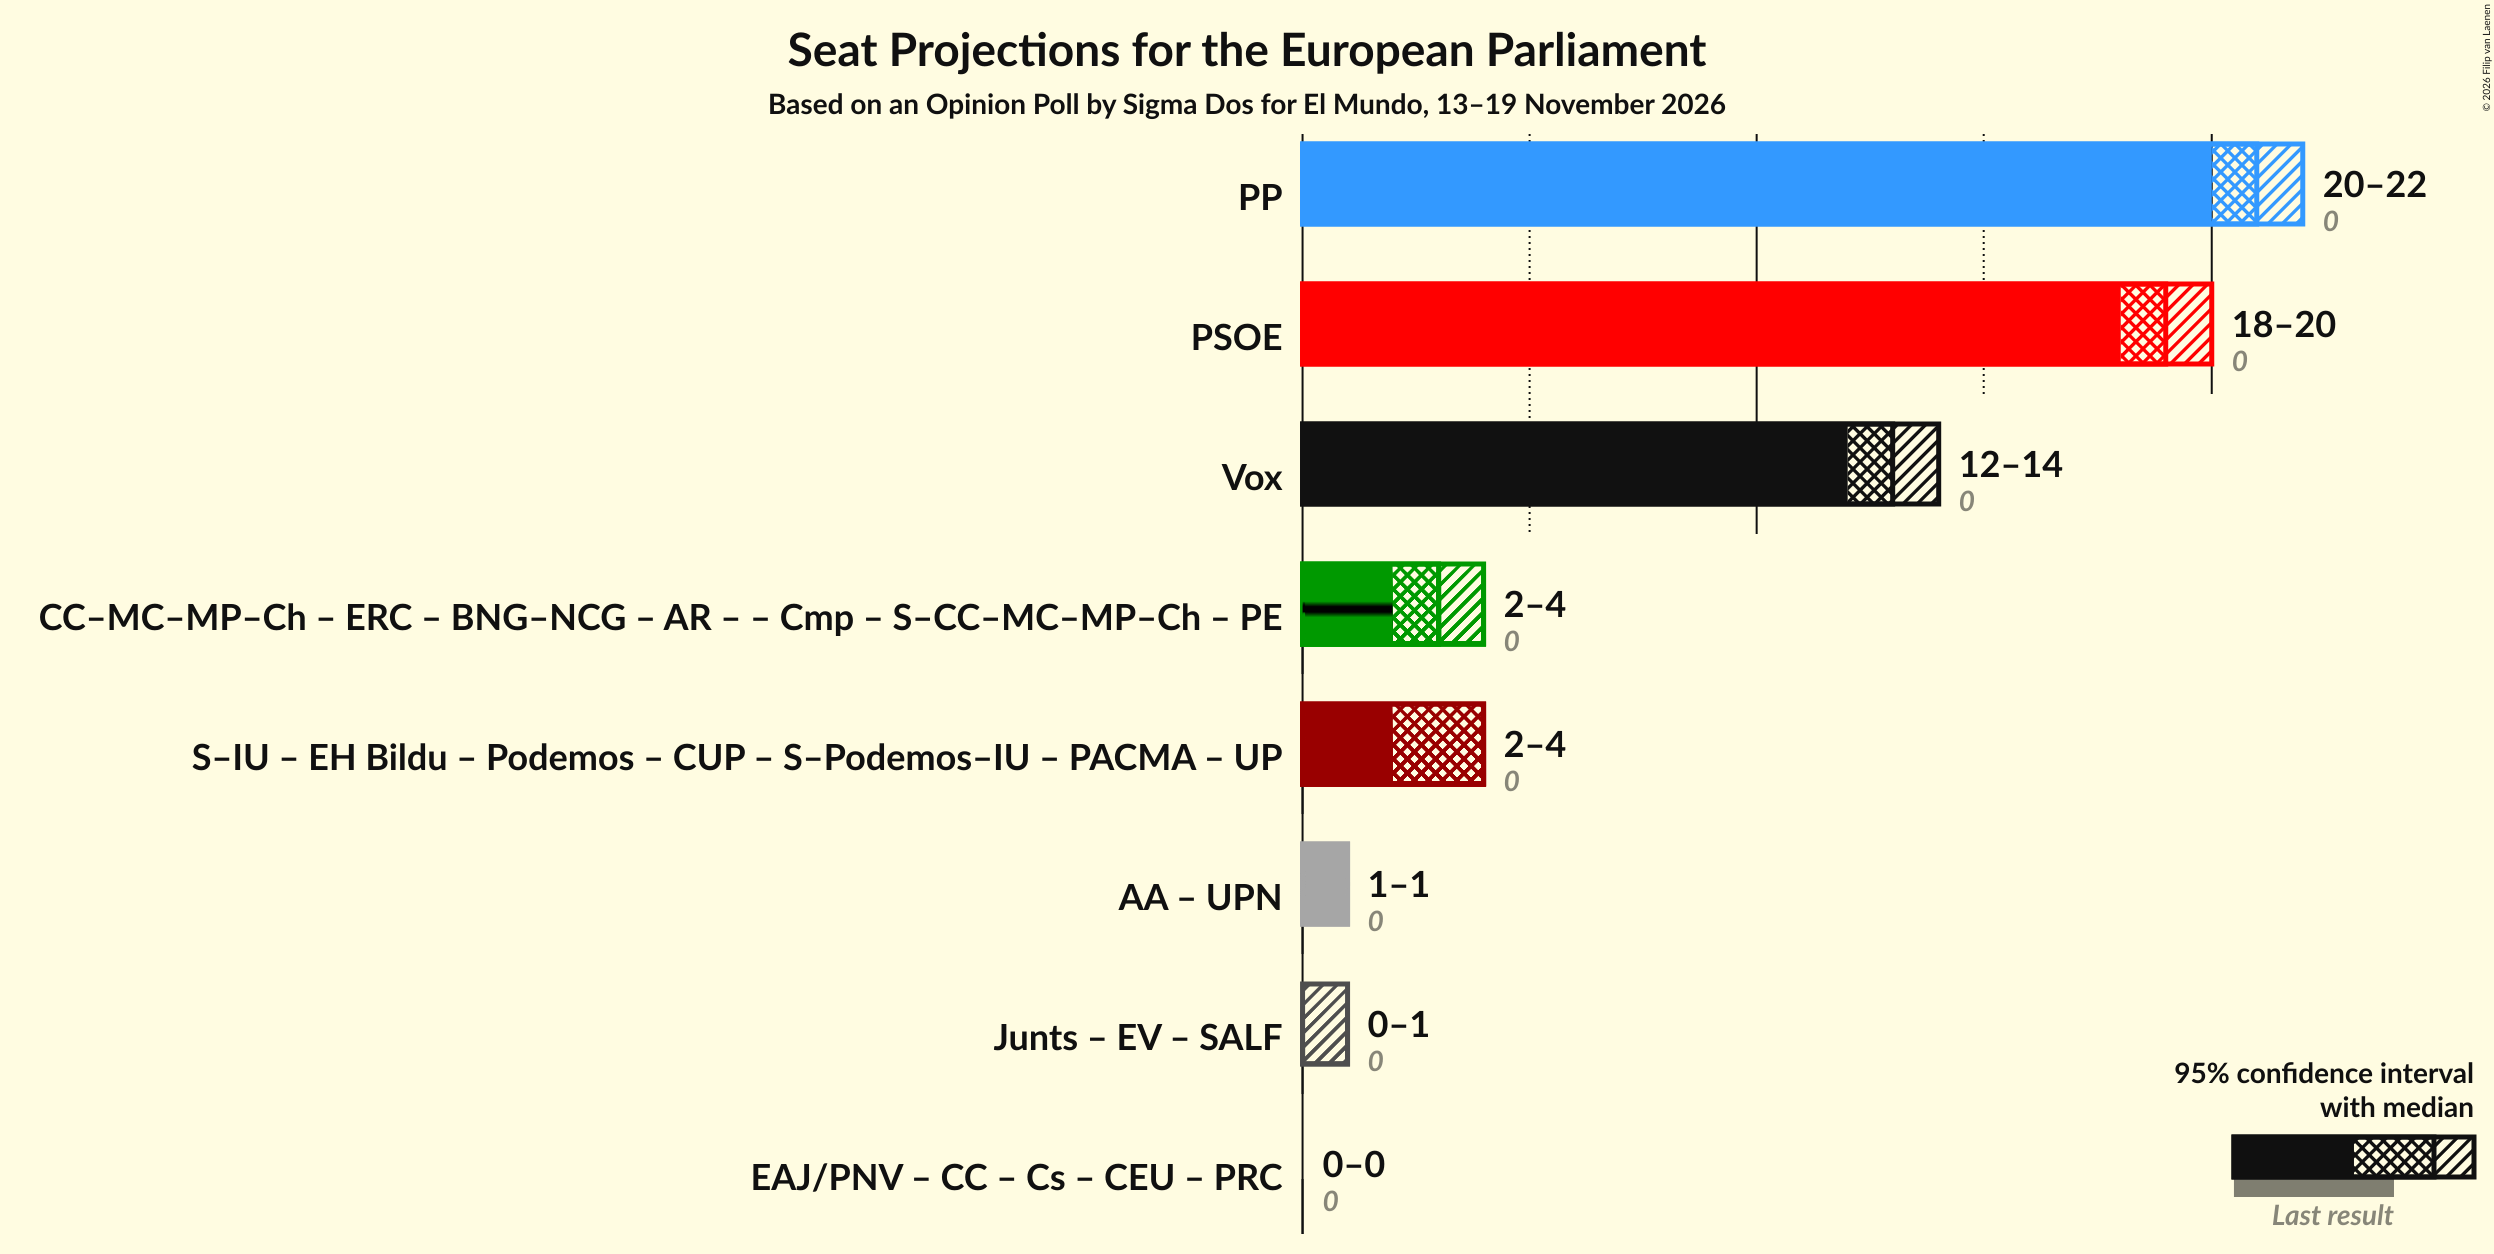 Seat Projections for the European Parliament
Based on an Opinion Poll by Sigma Dos for El Mundo, 13–19 November 2026
© 2026 Filip van Laenen
PP
20–22
0
PSOE
18–20
0
Vox
12–14
0
CC–MC–MP–Ch – ERC – BNG–NCG – AR – – Cmp – S–CC–MC–MP–Ch – PE
2–4
0
S–IU – EH Bildu – Podemos – CUP – S–Podemos–IU – PACMA – UP
2–4
0
AA – UPN
1–1
0
Junts – EV – SALF
0–1
0
EAJ/PNV – CC – Cs – CEU – PRC
0–0
0
95% confidence interval
with median
Last result